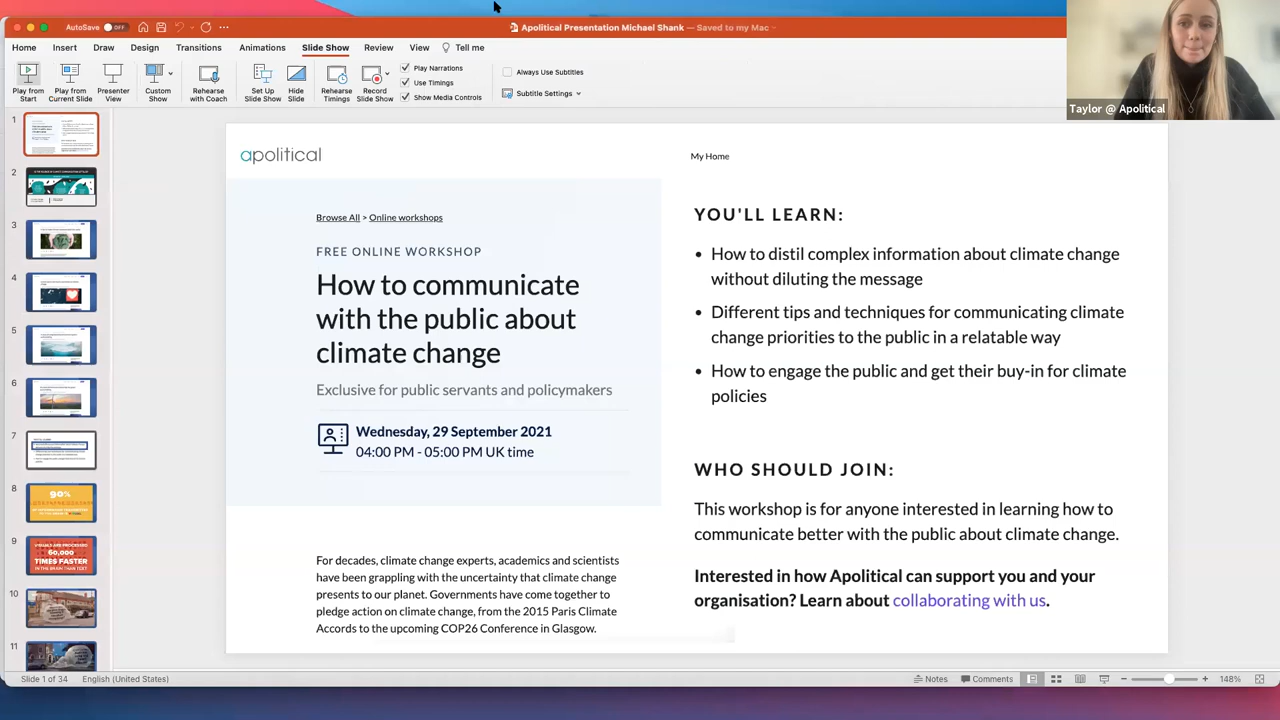 AutoSave OFF
Apolitical Presentation Michael Shank — Saved to my Mac
Home Insert Draw Design Transitions Animations Slide Show Review View Tell me
Play from Start
Play from Current Slide
Presenter View
Custom Show
Rehearse with Coach
Set Up Slide Show
Hide Slide
Rehearse Timings
Record Slide Show
Play Narrations
Use Timings
Show Media Controls
Always Use Subtitles
Subtitle Settings
Taylor @ Apolitical
1
2
3
4
5
6
7
8
90%
9
60,000
TIMES FASTER
10
11
apolitical
My Home
Browse All > Online workshops
FREE ONLINE WORKSHOP
How to communicate
with the public about
climate change
Exclusive for public servants and policymakers
Wednesday, 29 September 2021
04:00 PM - 05:00 PM UK time
For decades, climate change experts, academics and scientists
have been grappling with the uncertainty that climate change
presents to our planet. Governments have come together to
pledge action on climate change, from the 2015 Paris Climate
Accords to the upcoming COP26 Conference in Glasgow.
YOU'LL LEARN:
• How to distil complex information about climate change
without diluting the message
• Different tips and techniques for communicating climate
change priorities to the public in a relatable way
• How to engage the public and get their buy-in for climate
policies
WHO SHOULD JOIN:
This workshop is for anyone interested in learning how to
communicate better with the public about climate change.
Interested in how Apolitical can support you and your
organisation? Learn about collaborating with us.
Slide 1 of 34 English (United States)
Notes Comments 148%